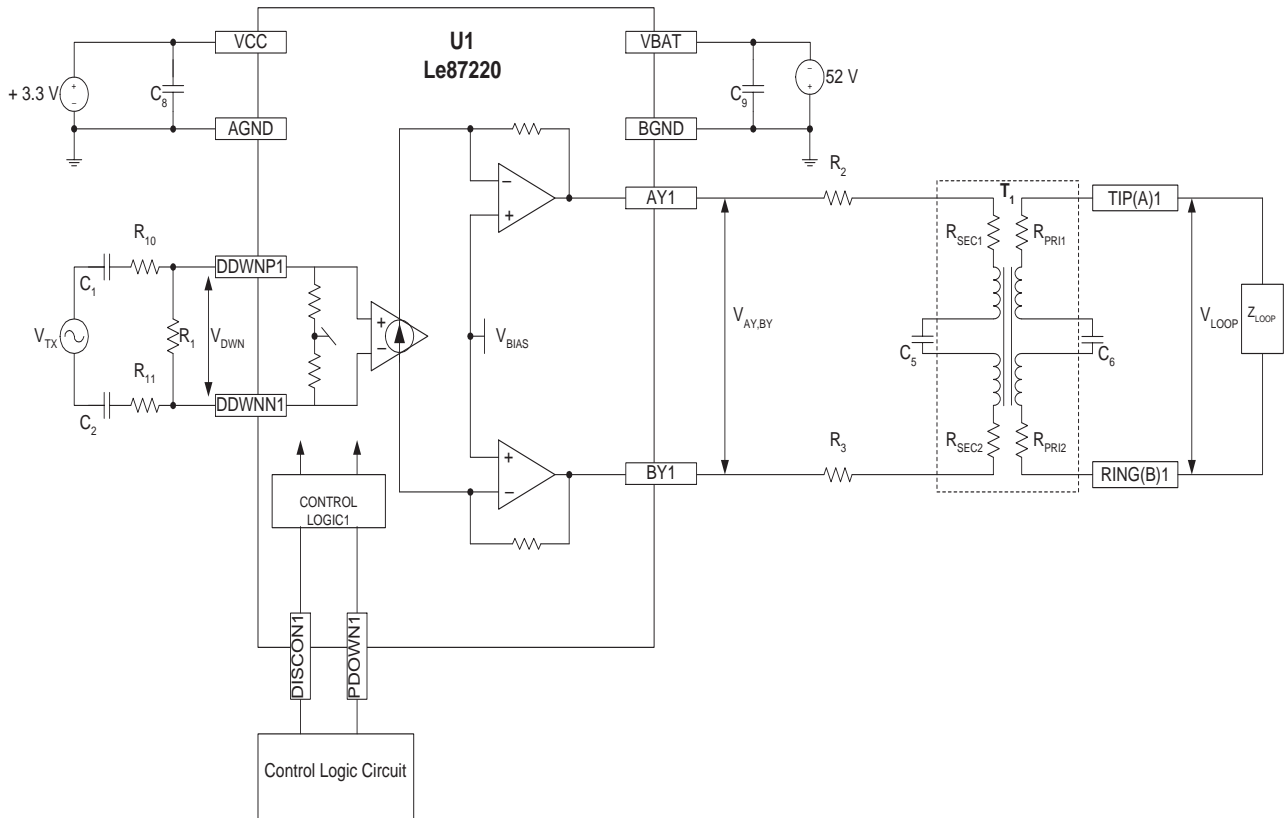 VCC
U1
Le87220
VBAT
+ 3.3 V
+
−
C8
C9
−
+
52 V
AGND
BGND
R2
−
+
AY1
T1
TIP(A)1
RSEC1
RPRI1
R10
C1
DDWNP1
VTX
R1
VDWN
+
−
VBIAS
VAY,BY
VLOOP
ZLOOP
C5
C6
R11
C2
DDWNN1
R3
RSEC2
RPRI2
+
−
BY1
RING(B)1
CONTROL
LOGIC1
DISCON1
PDOWN1
Control Logic Circuit